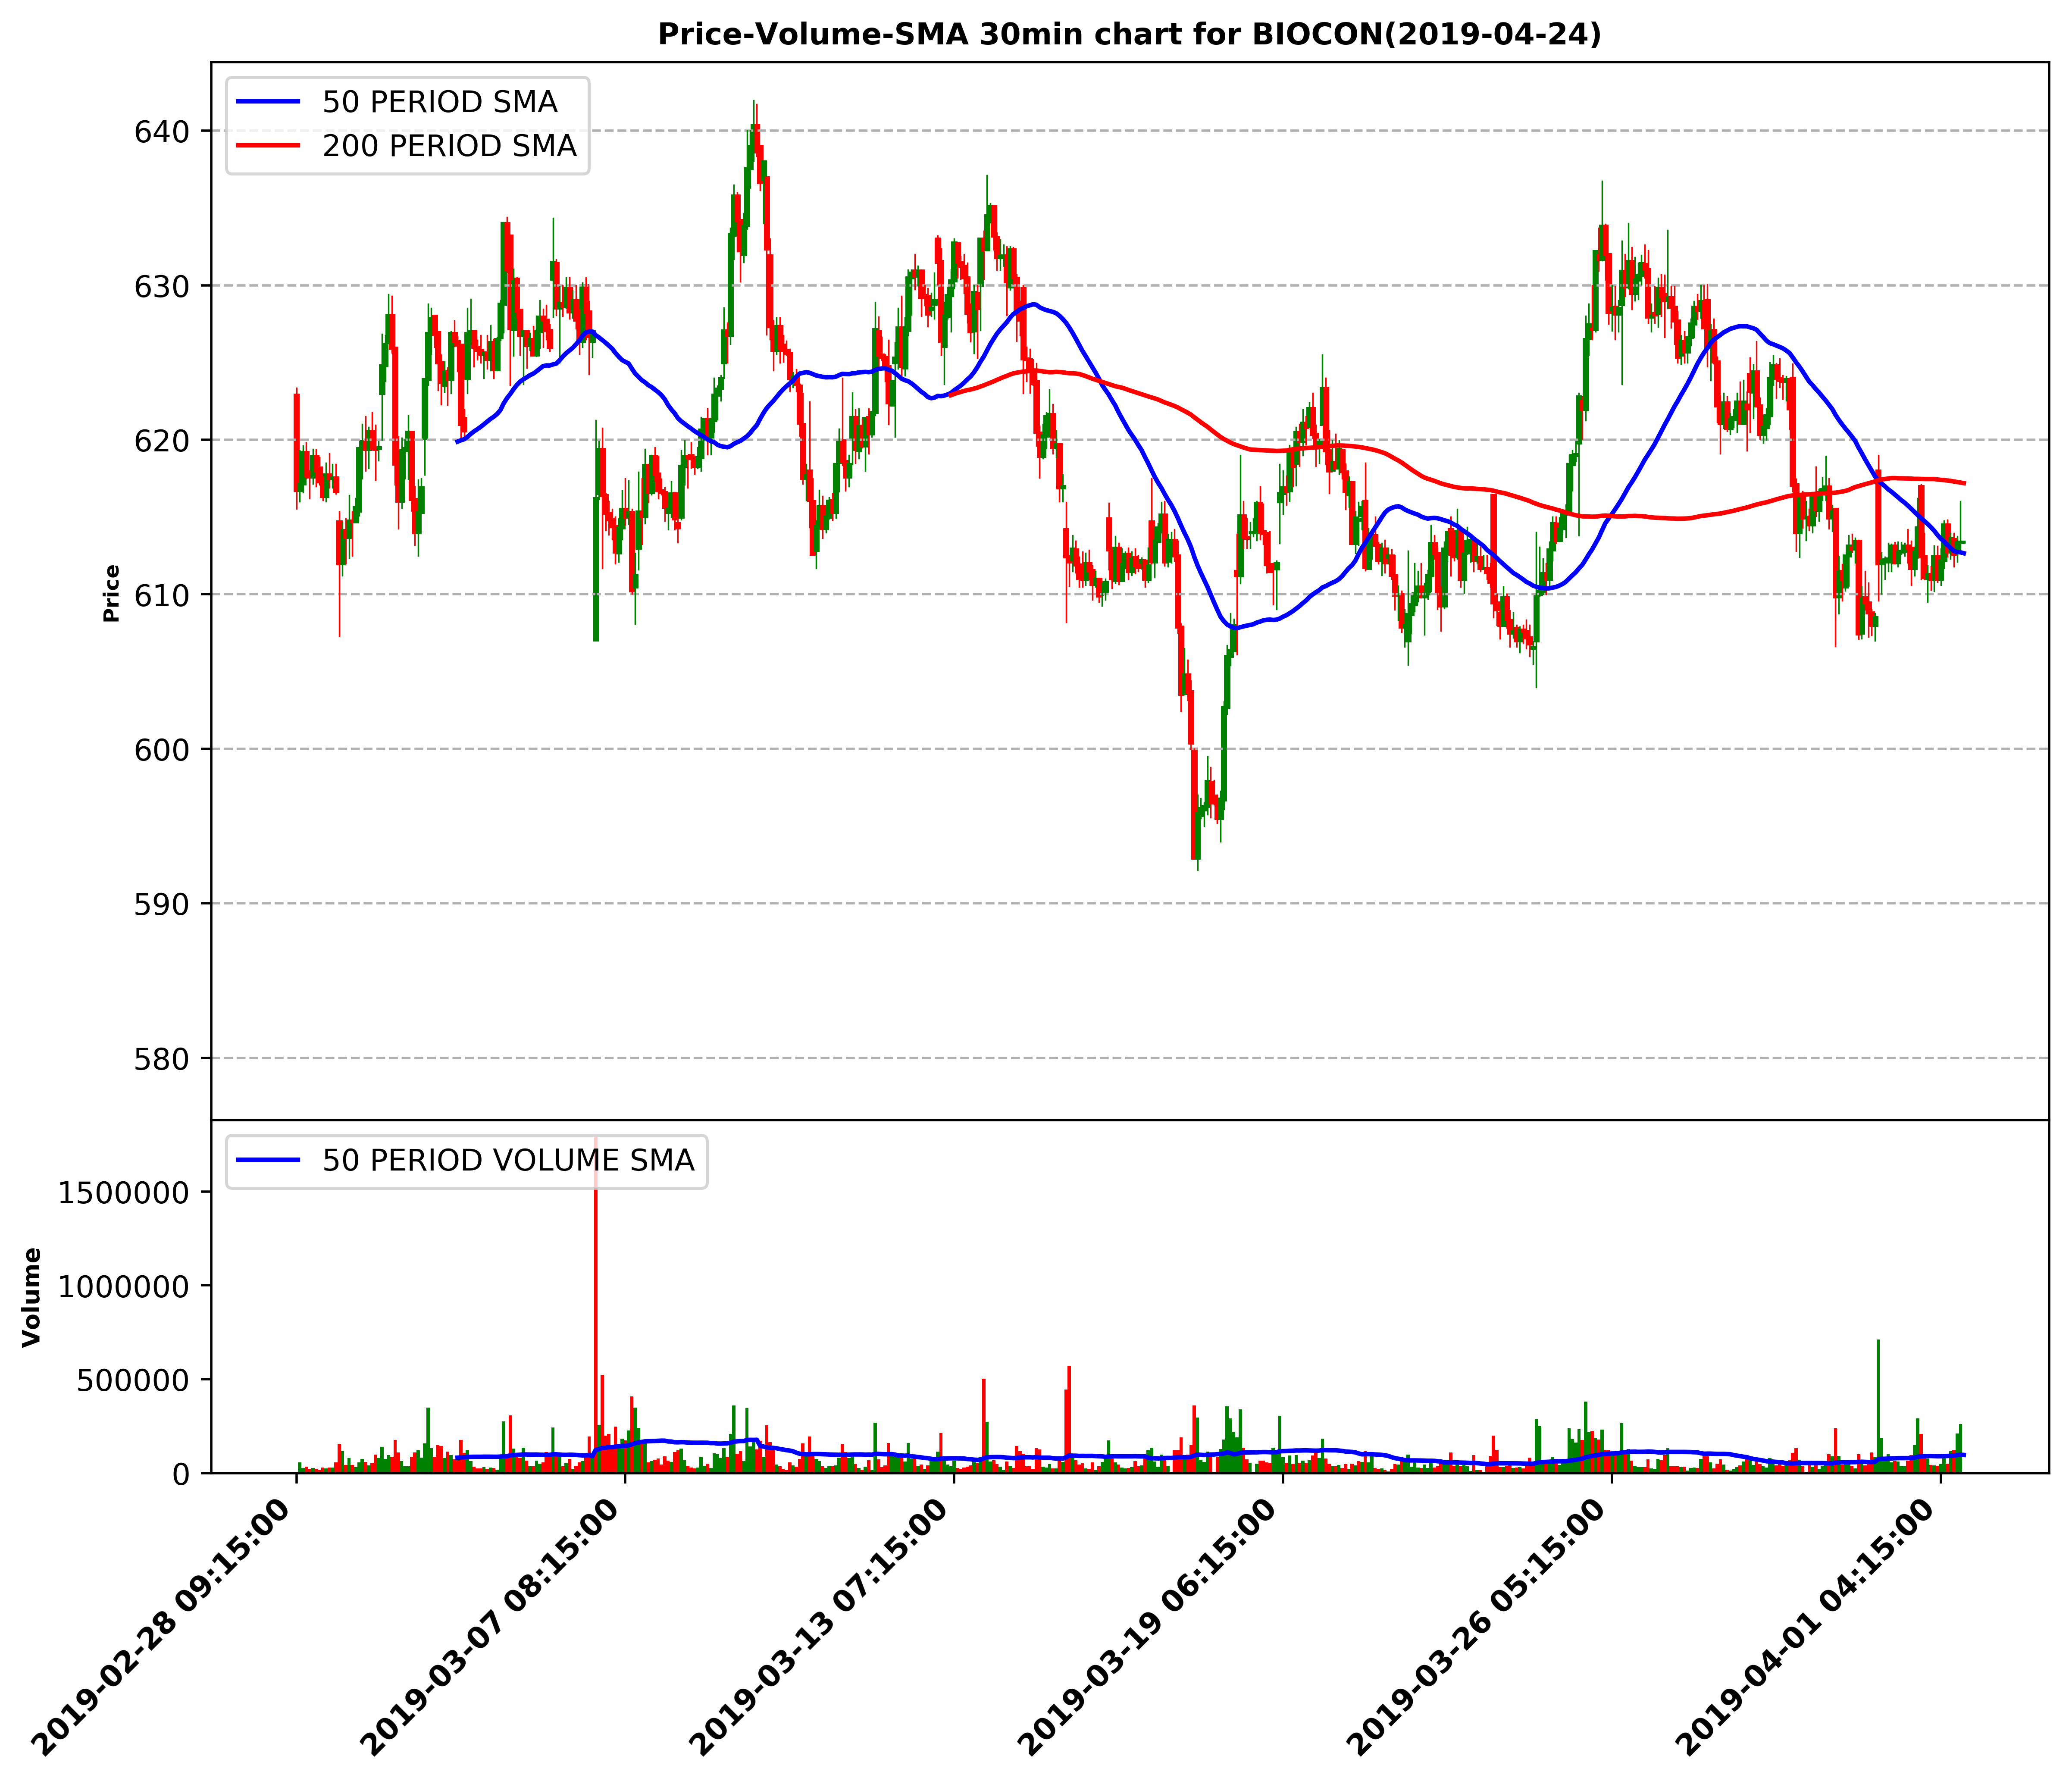 Price-Volume-SMA 30min chart for BIOCON(2019-04-24)
50 PERIOD SMA
200 PERIOD SMA
640
630
620
610
600
590
580
Price
50 PERIOD VOLUME SMA
1500000
1000000
500000
0
Volume
2019-02-28 09:15:00
2019-03-07 08:15:00
2019-03-13 07:15:00
2019-03-19 06:15:00
2019-03-26 05:15:00
2019-04-01 04:15:00